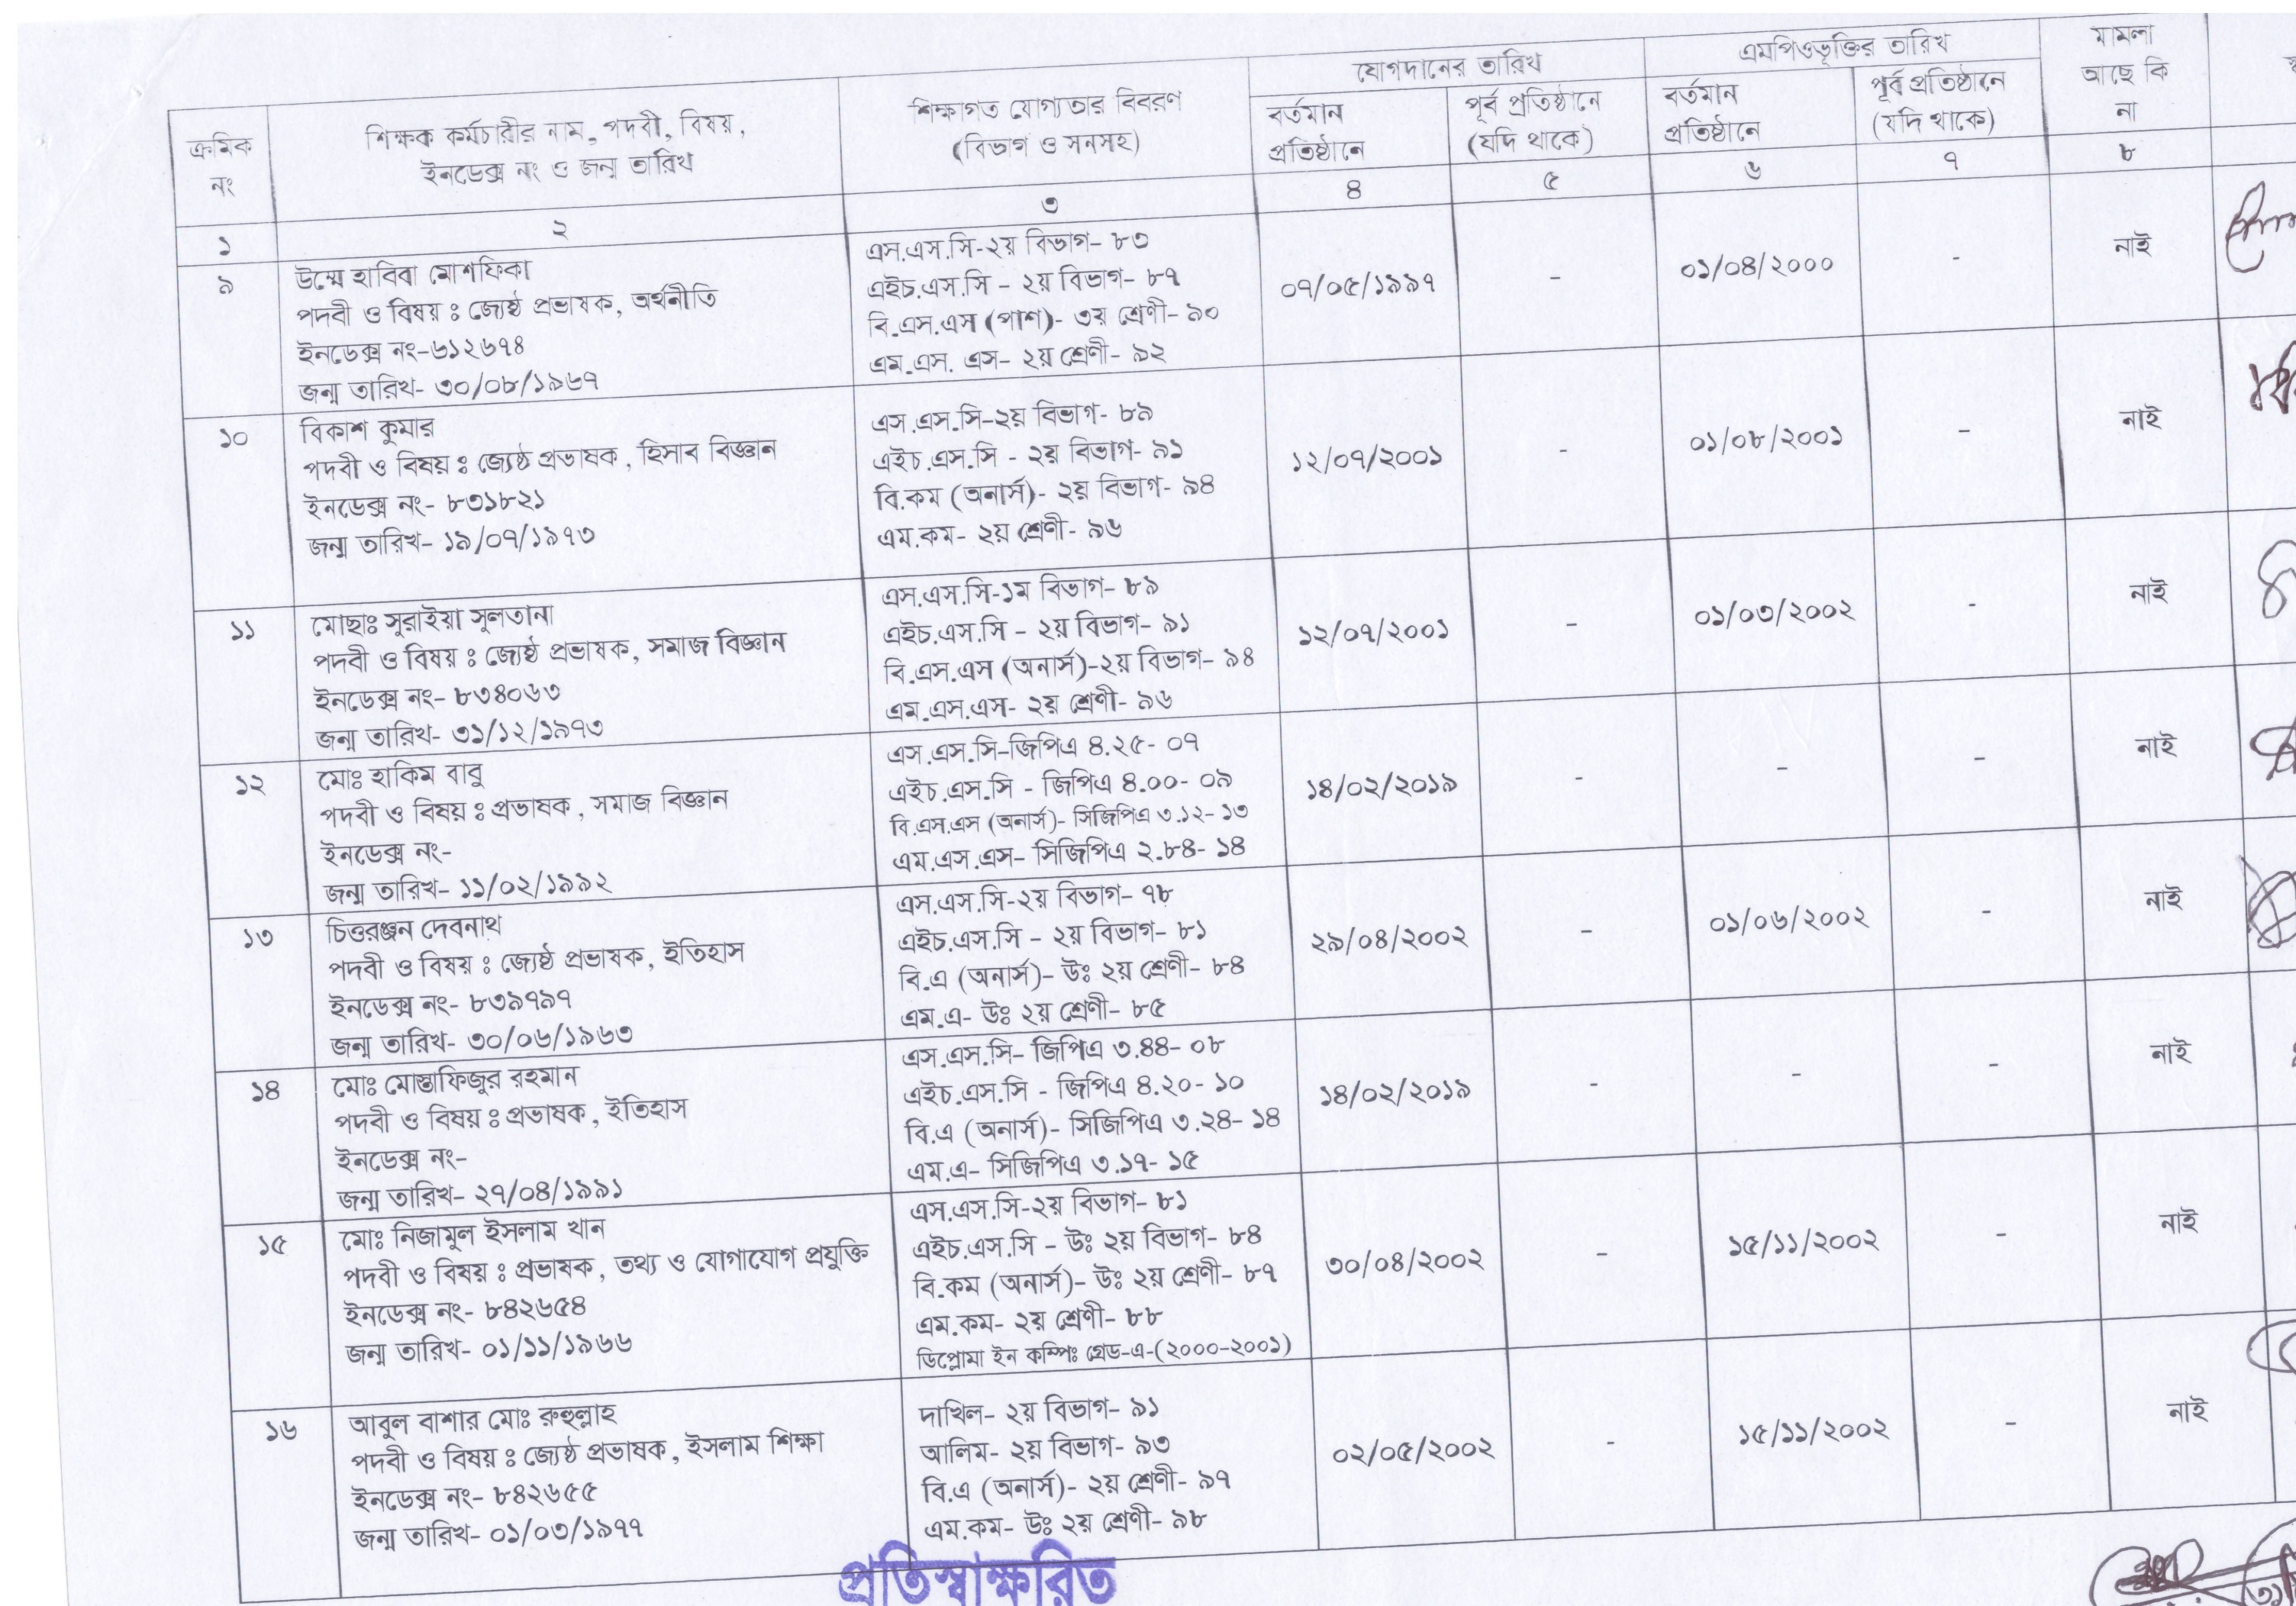 ক্রমিক নং
শিক্ষক কর্মচারীর নাম, পদবী, বিষয়,
ইনডেক্স নং ও জন্ম তারিখ
শিক্ষাগত যোগ্যতার বিবরণ
(বিভাগ ও সনসহ)
যোগদানের তারিখ
বর্তমান প্রতিষ্ঠানে
পূর্ব প্রতিষ্ঠানে (যদি থাকে)
এমপিওভূক্তির তারিখ
বর্তমান প্রতিষ্ঠানে
পূর্ব প্রতিষ্ঠানে (যদি থাকে)
মামলা আছে কি না
১ ২ ৩ ৪ ৫ ৬ ৭ ৮
৯
উম্মে হাবিবা মোশফিকা
পদবী ও বিষয় ঃ জ্যেষ্ঠ প্রভাষক, অর্থনীতি
ইনডেক্স নং-৬১২৬৭৪
জন্ম তারিখ- ৩০/০৮/১৯৬৭
এস.এস.সি-২য় বিভাগ- ৮৩
এইচ.এস.সি - ২য় বিভাগ- ৮৭
বি.এস.এস (পাশ)- ৩য় শ্রেণী- ৯০
এম.এস. এস- ২য় শ্রেণী- ৯২
০৭/০৫/১৯৯৭ - ০১/০৪/২০০০ - নাই
১০
বিকাশ কুমার
পদবী ও বিষয় ঃ জ্যেষ্ঠ প্রভাষক, হিসাব বিজ্ঞান
ইনডেক্স নং- ৮৩১৮২১
জন্ম তারিখ- ১৯/০৭/১৯৭৩
এস.এস.সি-২য় বিভাগ- ৮৯
এইচ.এস.সি - ২য় বিভাগ- ৯১
বি.কম (অনার্স)- ২য় বিভাগ- ৯৪
এম.কম- ২য় শ্রেণী- ৯৬
১২/০৭/২০০১ - ০১/০৮/২০০১ - নাই
১১
মোছাঃ সুরাইয়া সুলতানা
পদবী ও বিষয় ঃ জ্যেষ্ঠ প্রভাষক, সমাজ বিজ্ঞান
ইনডেক্স নং- ৮৩৪০৬৩
জন্ম তারিখ- ৩১/১২/১৯৭৩
এস.এস.সি-১ম বিভাগ- ৮৯
এইচ.এস.সি - ২য় বিভাগ- ৯১
বি.এস.এস (অনার্স)-২য় বিভাগ- ৯৪
এম.এস.এস- ২য় শ্রেণী- ৯৬
১২/০৭/২০০১ - ০১/০৩/২০০২ - নাই
১২
মোঃ হাকিম বাবু
পদবী ও বিষয় ঃ প্রভাষক, সমাজ বিজ্ঞান
ইনডেক্স নং-
জন্ম তারিখ- ১১/০২/১৯৯২
এস.এস.সি-জিপিএ ৪.২৫- ০৭
এইচ.এস.সি - জিপিএ ৪.০০- ০৯
বি.এস.এস (অনার্স)- সিজিপিএ ৩.১২- ১৩
এম.এস.এস- সিজিপিএ ২.৮৪- ১৪
১৪/০২/২০১৯ - - - নাই
১৩
চিত্তরঞ্জন দেবনাথ
পদবী ও বিষয় ঃ জ্যেষ্ঠ প্রভাষক, ইতিহাস
ইনডেক্স নং- ৮৩৯৭৯৭
জন্ম তারিখ- ৩০/০৬/১৯৬৩
এস.এস.সি-২য় বিভাগ- ৭৮
এইচ.এস.সি - ২য় বিভাগ- ৮১
বি.এ (অনার্স)- উঃ ২য় শ্রেণী- ৮৪
এম.এ- উঃ ২য় শ্রেণী- ৮৫
২৯/০৪/২০০২ - ০১/০৬/২০০২ - নাই
১৪
মোঃ মোস্তাফিজুর রহমান
পদবী ও বিষয় ঃ প্রভাষক, ইতিহাস
ইনডেক্স নং-
জন্ম তারিখ- ২৭/০৪/১৯৯১
এস.এস.সি- জিপিএ ৩.৪৪- ০৮
এইচ.এস.সি - জিপিএ ৪.২০- ১০
বি.এ (অনার্স)- সিজিপিএ ৩.২৪- ১৪
এম.এ- সিজিপিএ ৩.১৭- ১৫
১৪/০২/২০১৯ - - - নাই
১৫
মোঃ নিজামুল ইসলাম খান
পদবী ও বিষয় ঃ প্রভাষক, তথ্য ও যোগাযোগ প্রযুক্তি
ইনডেক্স নং- ৮৪২৬৫৪
জন্ম তারিখ- ০১/১১/১৯৬৬
এস.এস.সি-২য় বিভাগ- ৮১
এইচ.এস.সি - উঃ ২য় বিভাগ- ৮৪
বি.কম (অনার্স)- উঃ ২য় শ্রেণী- ৮৭
এম.কম- ২য় শ্রেণী- ৮৮
ডিপ্লোমা ইন কম্পিঃ গ্রেড-এ-(২০০০-২০০১)
৩০/০৪/২০০২ - ১৫/১১/২০০২ - নাই
১৬
আবুল বাশার মোঃ রুহুল্লাহ
পদবী ও বিষয় ঃ জ্যেষ্ঠ প্রভাষক, ইসলাম শিক্ষা
ইনডেক্স নং- ৮৪২৬৫৫
জন্ম তারিখ- ০১/০৩/১৯৭৭
দাখিল- ২য় বিভাগ- ৯১
আলিম- ২য় বিভাগ- ৯৩
বি.এ (অনার্স)- ২য় শ্রেণী- ৯৭
এম.কম- উঃ ২য় শ্রেণী- ৯৮
০২/০৫/২০০২ - ১৫/১১/২০০২ - নাই
প্রতিস্বাক্ষরিত